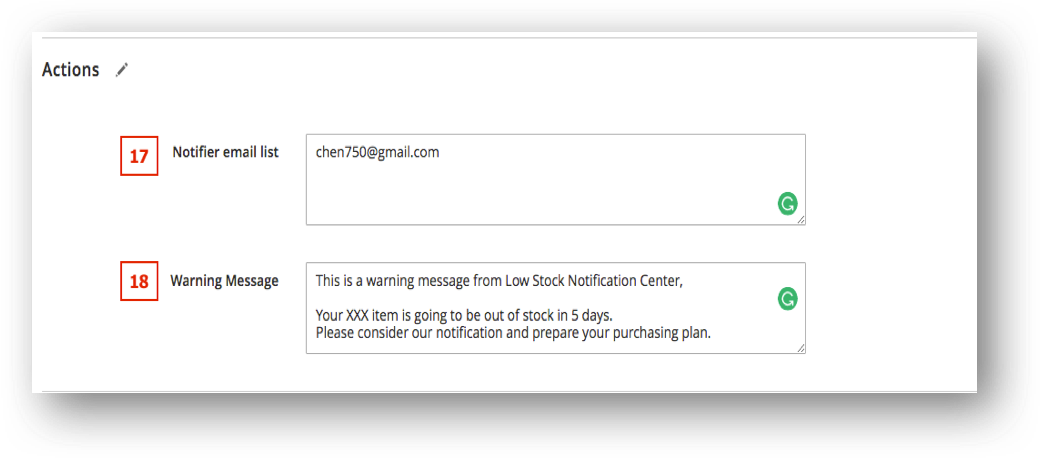 Actions
17 Notifier email list chen750@gmail.com
18 Warning Message This is a warning message from Low Stock Notification Center,
Your XXX item is going to be out of stock in 5 days.
Please consider our notification and prepare your purchasing plan.